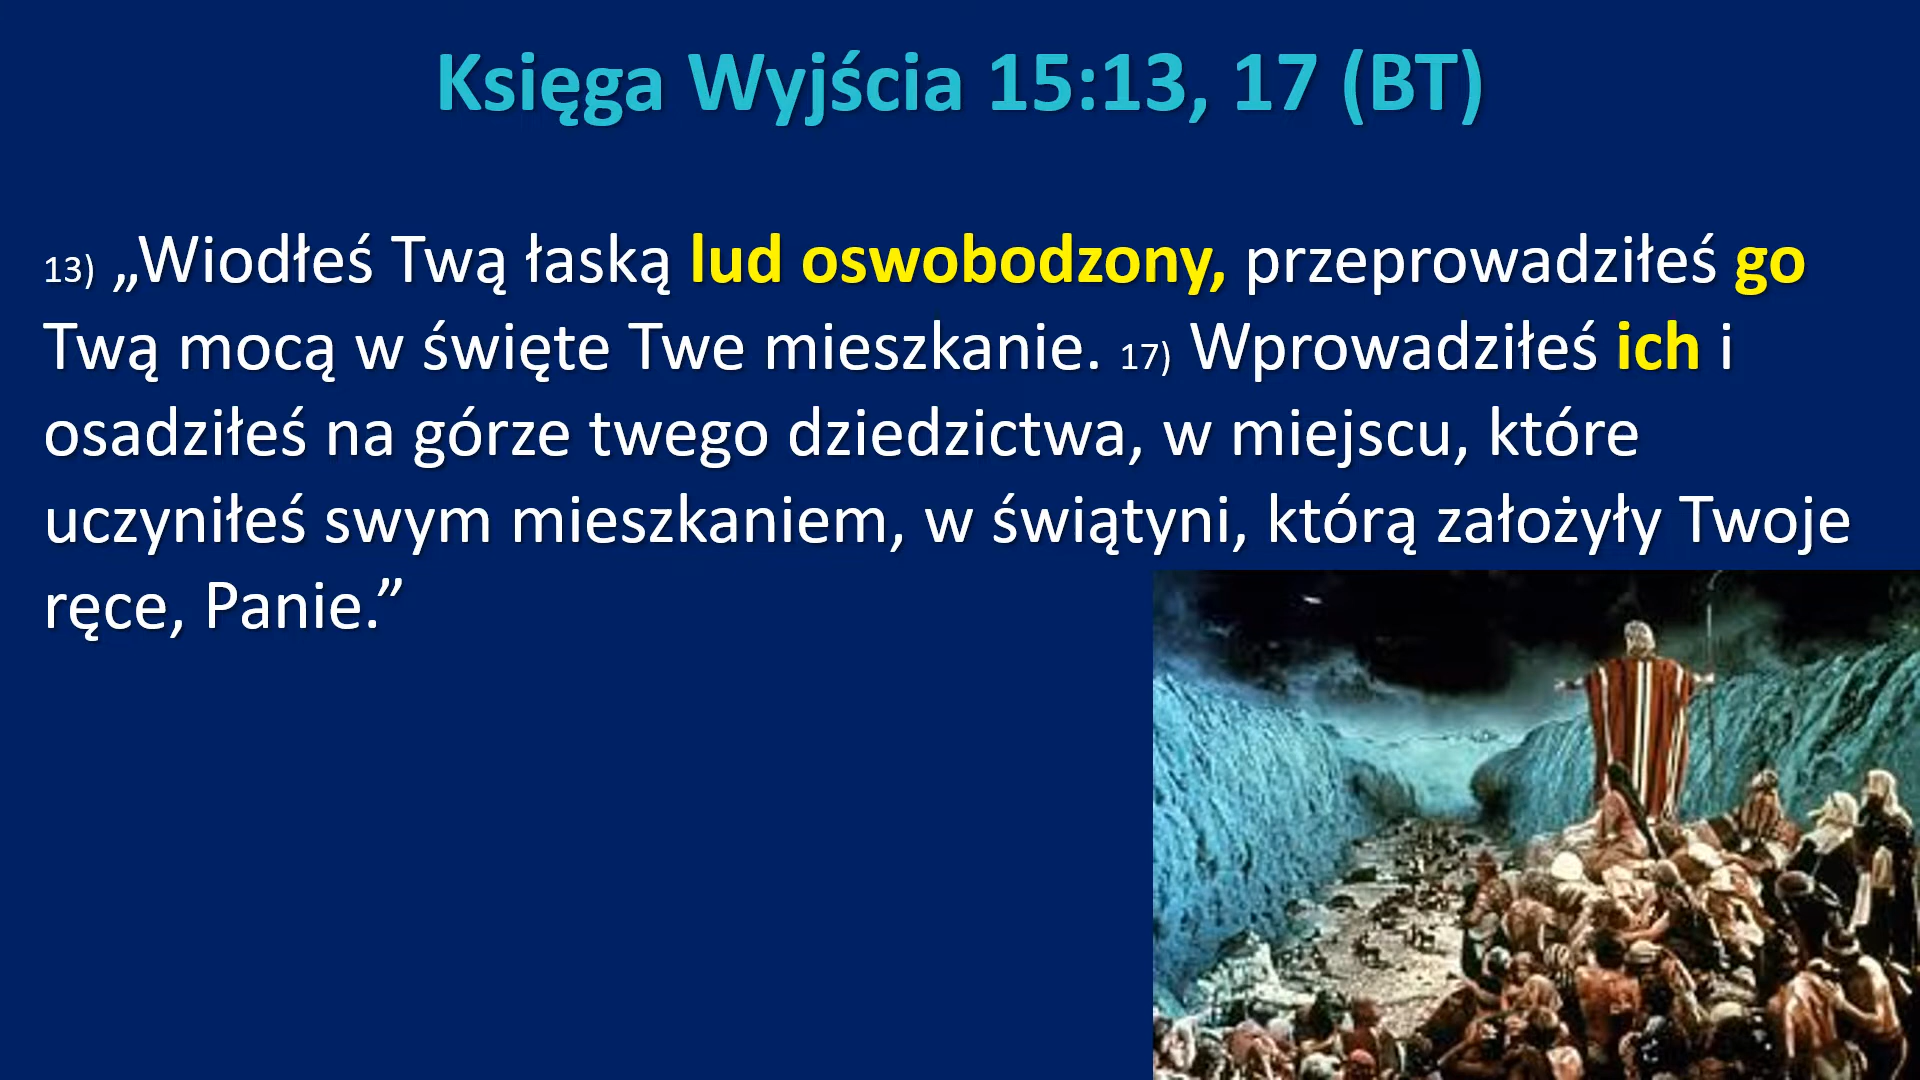 Księga Wyjścia 15:13, 17 (BT)
13) „Wiodłeś Twą łaską lud oswobodzony, przeprowadziłeś go
Twą mocą w święte Twe mieszkanie. 17) Wprowadziłeś ich i
osadziłeś na górze twego dziedzictwa, w miejscu, które
uczyniłeś swym mieszkaniem, w świątyni, którą założyły Twoje
ręce, Panie.”